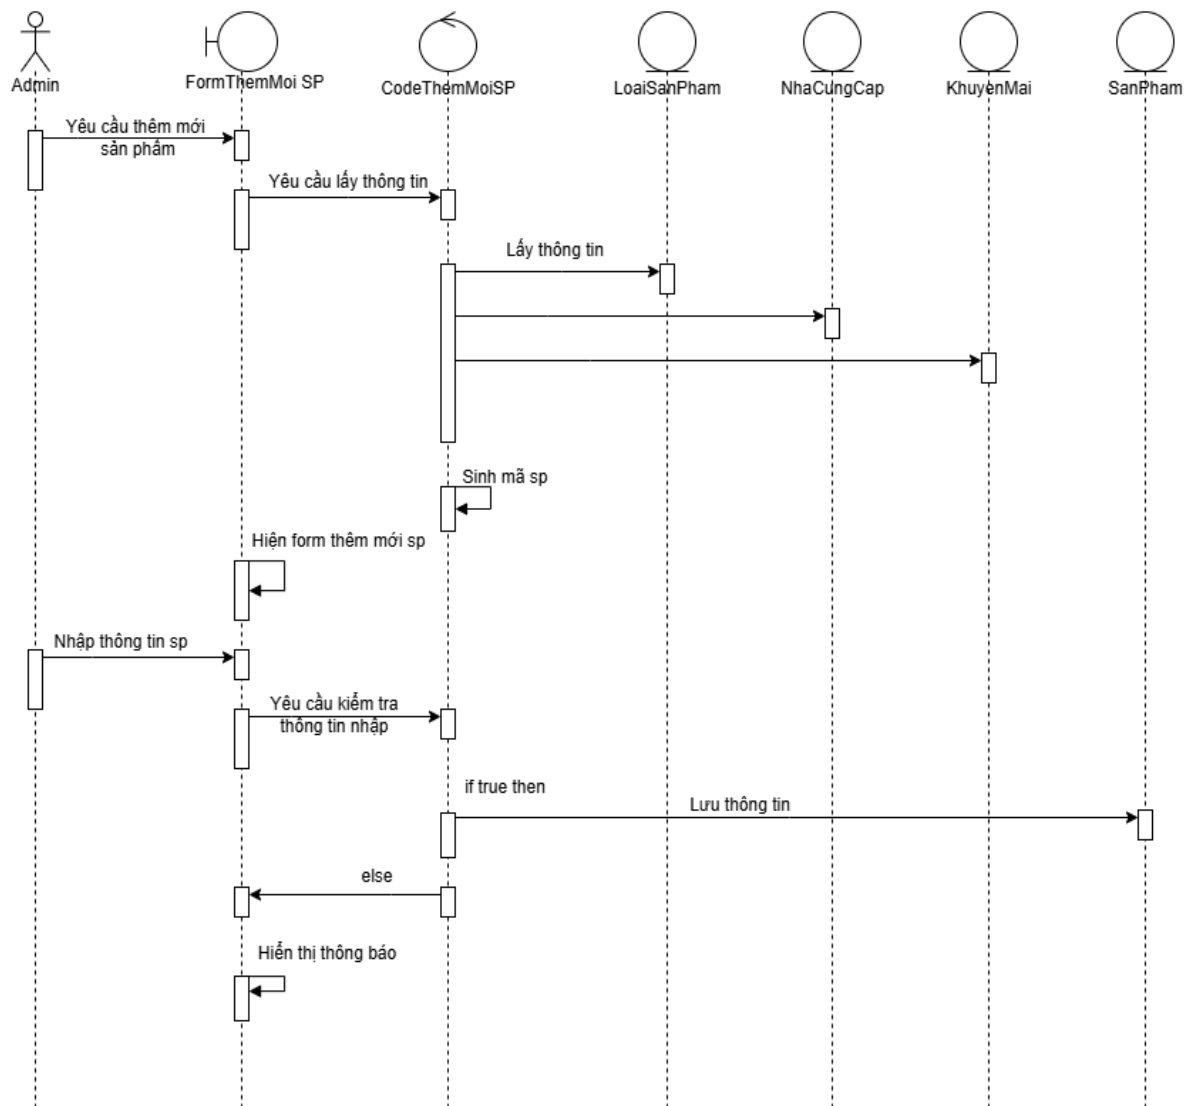 Admin
FormThemMoi SP
CodeThemMoiSP
LoaiSanPham
NhaCungCap
KhuyenMai
SanPham
Yêu cầu thêm mới
sản phẩm
Yêu cầu lấy thông tin
Lấy thông tin
Sinh mã sp
Hiện form thêm mới sp
Nhập thông tin sp
Yêu cầu kiểm tra
thông tin nhập
if true then
Lưu thông tin
else
Hiển thị thông báo